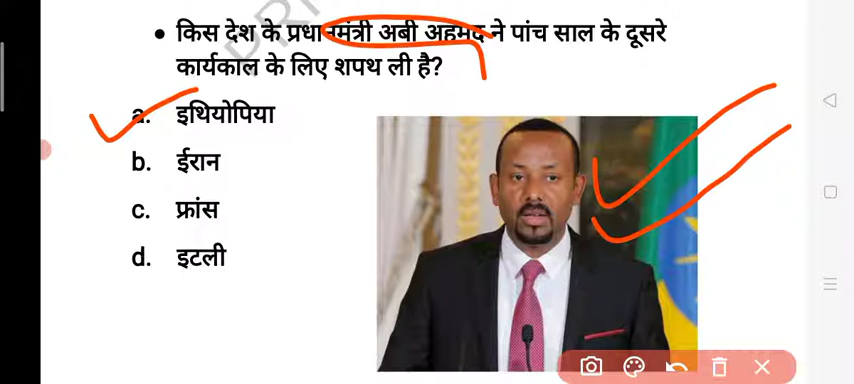 • किस देश के प्रधानमंत्री अबी अहमद ने पांच साल के दूसरे
कार्यकाल के लिए शपथ ली है?
a. इथियोपिया
b. ईरान
c. फ्रांस
d. इटली